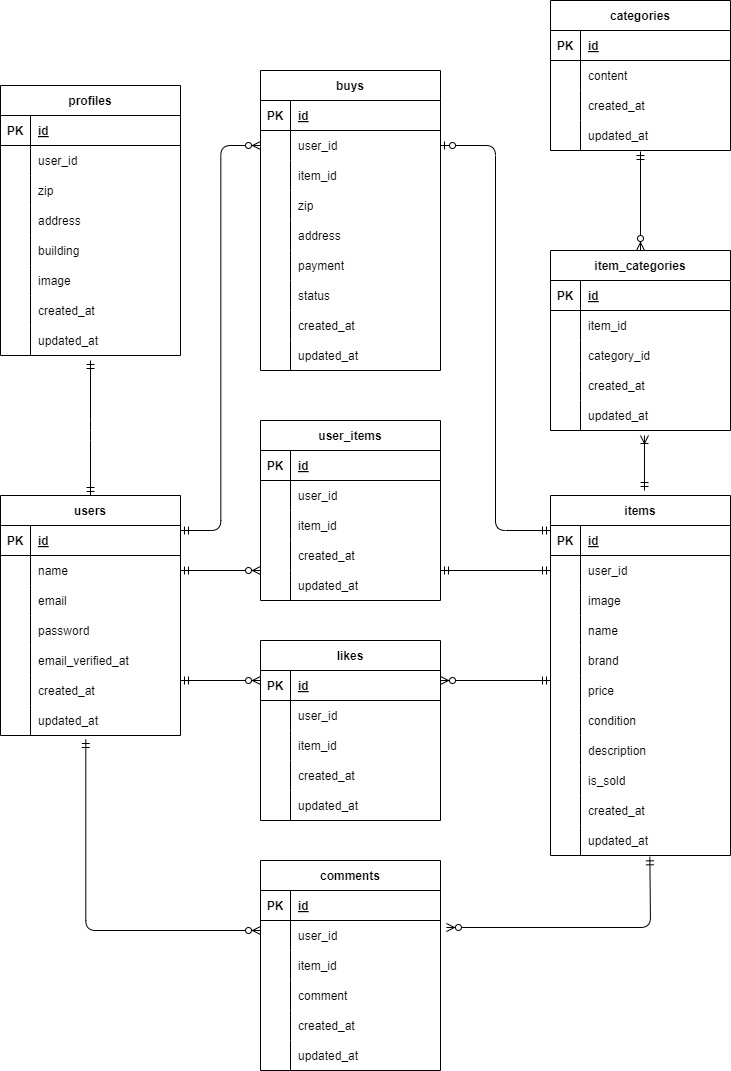 categories
PK id
content
created_at
updated_at
buys
PK id
user_id
item_id
zip
address
payment
status
created_at
updated_at
profiles
PK id
user_id
zip
address
building
image
created_at
updated_at
item_categories
PK id
item_id
category_id
created_at
updated_at
user_items
PK id
user_id
item_id
created_at
updated_at
users
PK id
name
email
password
email_verified_at
created_at
updated_at
items
PK id
user_id
image
name
brand
price
condition
description
is_sold
created_at
updated_at
likes
PK id
user_id
item_id
created_at
updated_at
comments
PK id
user_id
item_id
comment
created_at
updated_at